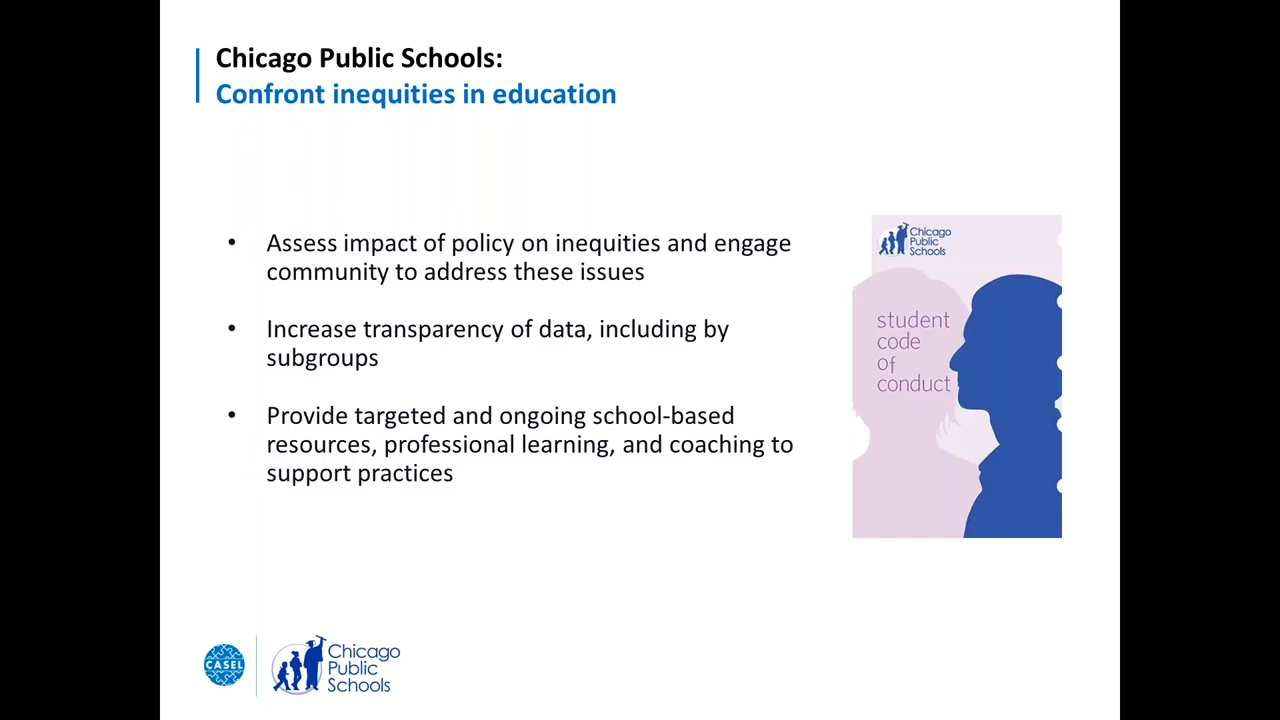 Chicago Public Schools:
Confront inequities in education
• Assess impact of policy on inequities and engage
community to address these issues
• Increase transparency of data, including by
subgroups
• Provide targeted and ongoing school-based
resources, professional learning, and coaching to
support practices
Chicago
Public
Schools
student
code
of
conduct
CASEL
Chicago
Public
Schools